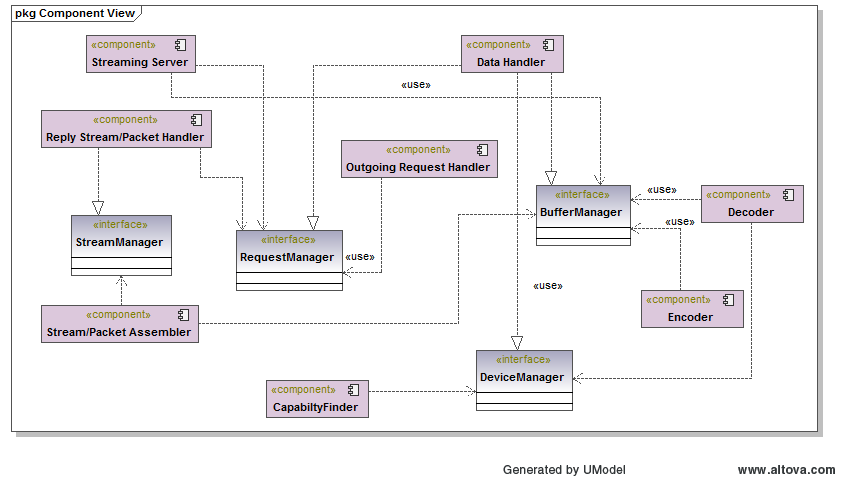 pkg Component View
«component»
Streaming Server
«component»
Data Handler
«use»
«component»
Reply Stream/Packet Handler
«component»
Outgoing Request Handler
«interface»
BufferManager
«use»
«component»
Decoder
«interface»
StreamManager
«interface»
RequestManager
«use»
«use»
«use»
«component»
Encoder
«component»
Stream/Packet Assembler
«interface»
DeviceManager
«component»
CapabiltyFinder
Generated by UModel
www.altova.com